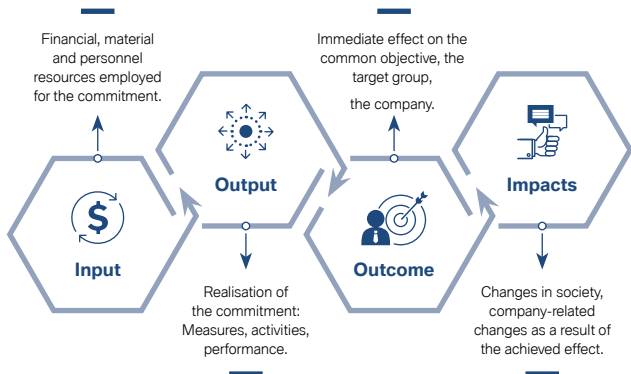 Financial, material
and personnel
resources employed
for the commitment.
Input
Output
Realisation of
the commitment:
Measures, activities,
performance.
Immediate effect on the
common objective, the
target group,
the company.
Outcome
Impacts
Changes in society,
company-related
changes as a result of
the achieved effect.